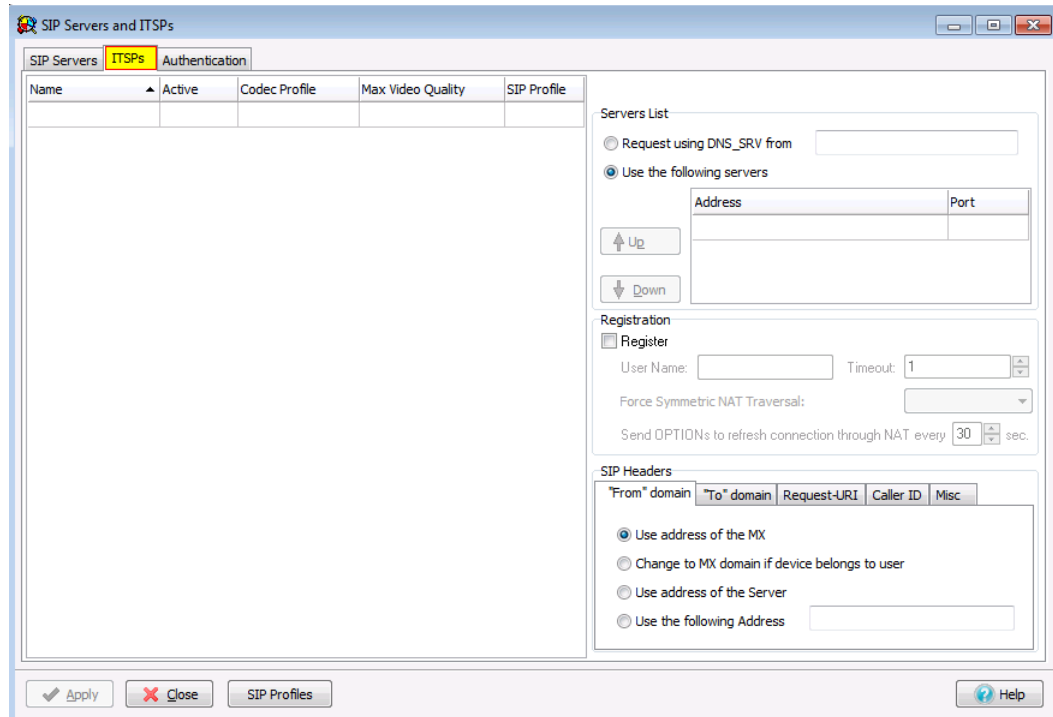 SIP Servers and ITSPs
SIP Servers ITSPs Authentication
Name Active Codec Profile Max Video Quality SIP Profile
Servers List
Request using DNS_SRV from
Use the following servers
Address Port
Up
Down
Registration
Register
User Name: Timeout: 1
Force Symmetric NAT Traversal:
Send OPTIONs to refresh connection through NAT every 30 sec.
SIP Headers
"From" domain "To" domain Request-URI Caller ID Misc
Use address of the MX
Change to MX domain if device belongs to user
Use address of the Server
Use the following Address
Apply Close SIP Profiles Help